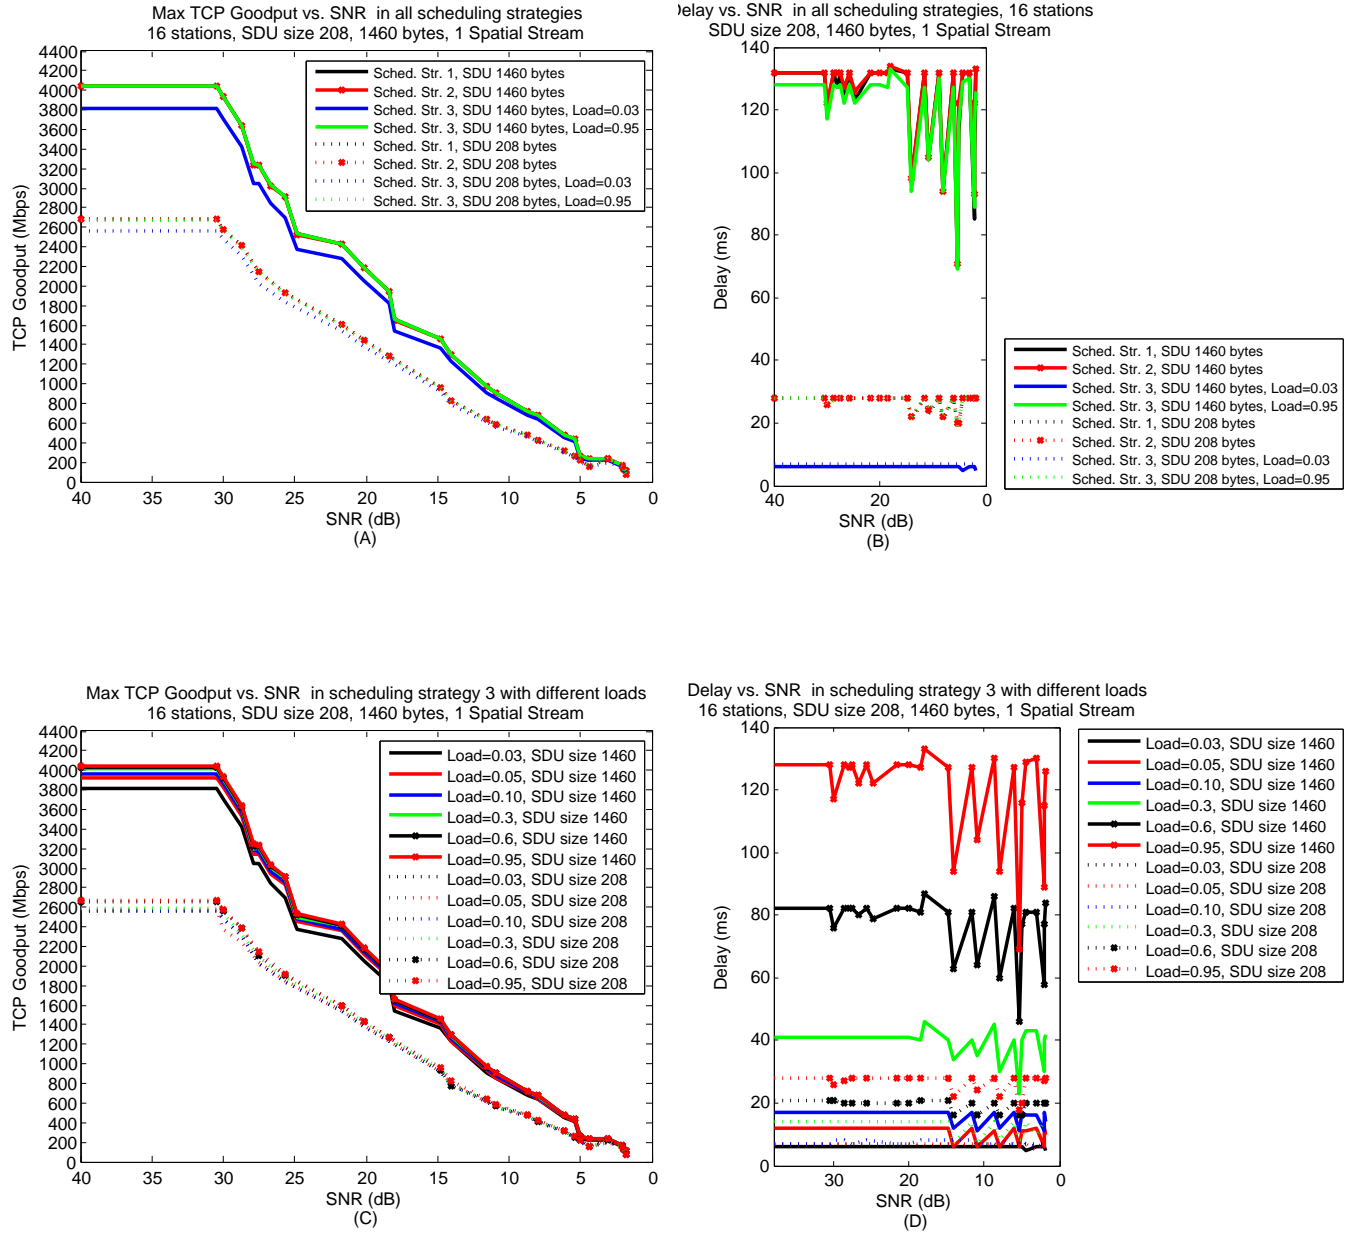 Max TCP Goodput vs. SNR  in all scheduling strategies
16 stations, SDU size 208, 1460 bytes, 1 Spatial Stream
4400
4200
4000
3800
3600
3400
3200
3000
2800
2600
2400
2200
2000
1800
1600
1400
1200
1000
800
600
400
200
0
TCP Goodput (Mbps)
Sched. Str. 1, SDU 1460 bytes
Sched. Str. 2, SDU 1460 bytes
Sched. Str. 3, SDU 1460 bytes, Load=0.03
Sched. Str. 3, SDU 1460 bytes, Load=0.95
Sched. Str. 1, SDU 208 bytes
Sched. Str. 2, SDU 208 bytes
Sched. Str. 3, SDU 208 bytes, Load=0.03
Sched. Str. 3, SDU 208 bytes, Load=0.95
40 35 30 25 20 15 10 5 0
SNR (dB)
(A)
Delay vs. SNR  in all scheduling strategies, 16 stations
SDU size 208, 1460 bytes, 1 Spatial Stream
140
120
100
80
60
40
20
0
Delay (ms)
40 20 0
SNR (dB)
(B)
Sched. Str. 1, SDU 1460 bytes
Sched. Str. 2, SDU 1460 bytes
Sched. Str. 3, SDU 1460 bytes, Load=0.03
Sched. Str. 3, SDU 1460 bytes, Load=0.95
Sched. Str. 1, SDU 208 bytes
Sched. Str. 2, SDU 208 bytes
Sched. Str. 3, SDU 208 bytes, Load=0.03
Sched. Str. 3, SDU 208 bytes, Load=0.95
Max TCP Goodput vs. SNR  in scheduling strategy 3 with different loads
16 stations, SDU size 208, 1460 bytes, 1 Spatial Stream
4400
4200
4000
3800
3600
3400
3200
3000
2800
2600
2400
2200
2000
1800
1600
1400
1200
1000
800
600
400
200
0
TCP Goodput (Mbps)
Load=0.03, SDU size 1460
Load=0.05, SDU size 1460
Load=0.10, SDU size 1460
Load=0.3, SDU size 1460
Load=0.6, SDU size 1460
Load=0.95, SDU size 1460
Load=0.03, SDU size 208
Load=0.05, SDU size 208
Load=0.10, SDU size 208
Load=0.3, SDU size 208
Load=0.6, SDU size 208
Load=0.95, SDU size 208
40 35 30 25 20 15 10 5 0
SNR (dB)
(C)
Delay vs. SNR  in scheduling strategy 3 with different loads
16 stations, SDU size 208, 1460 bytes, 1 Spatial Stream
140
120
100
80
60
40
20
0
Delay (ms)
30 20 10 0
SNR (dB)
(D)
Load=0.03, SDU size 1460
Load=0.05, SDU size 1460
Load=0.10, SDU size 1460
Load=0.3, SDU size 1460
Load=0.6, SDU size 1460
Load=0.95, SDU size 1460
Load=0.03, SDU size 208
Load=0.05, SDU size 208
Load=0.10, SDU size 208
Load=0.3, SDU size 208
Load=0.6, SDU size 208
Load=0.95, SDU size 208